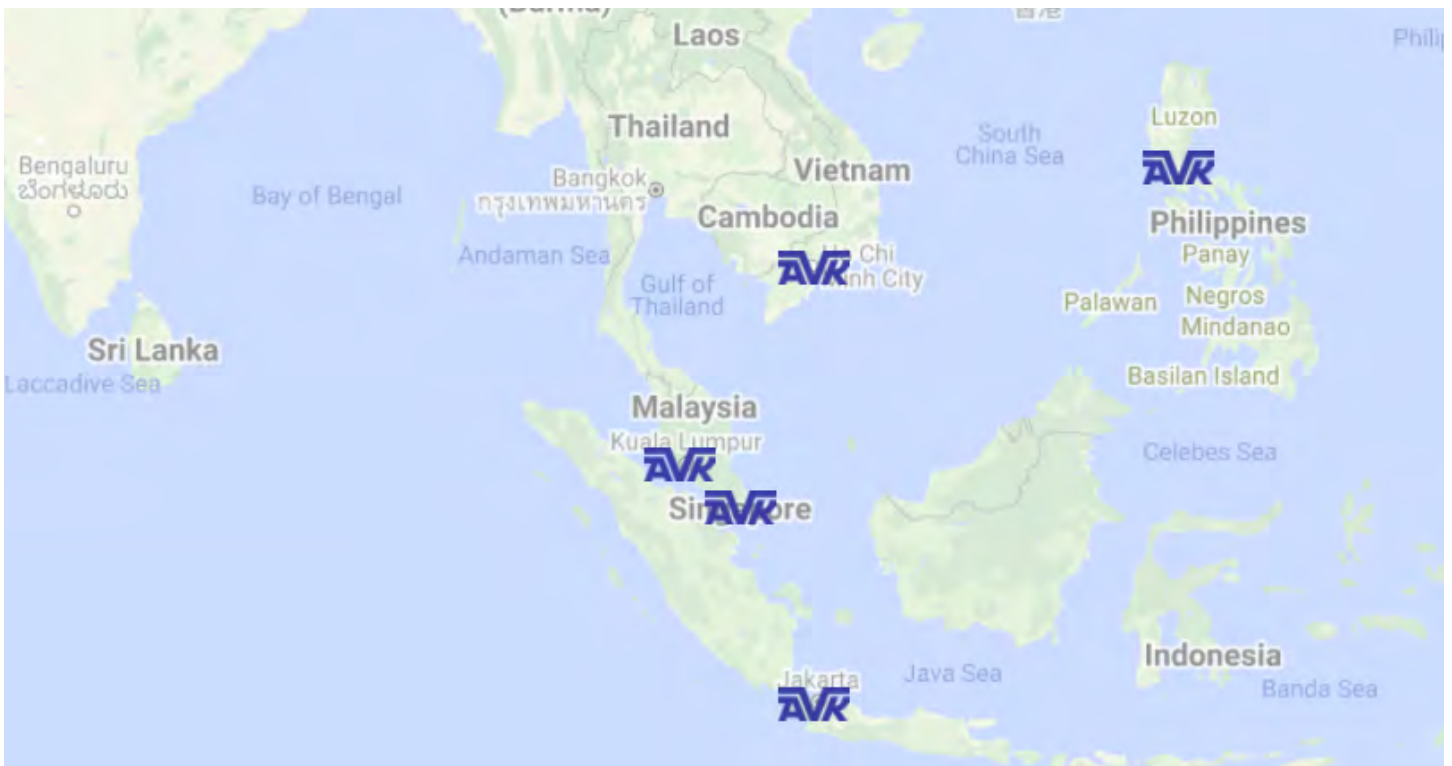 (Burma)
Laos
Luzon
Thailand
South
China Sea
AVK
Bengaluru
ಬೆಂಗಳೂರು
Bay of Bengal
Bangkok
กรุงเทพมหานคร
Vietnam
Cambodia
Philippines
Andaman Sea
AVK
Gulf of
Thailand
Chi
City
Panay
Palawan
Negros
Mindanao
Sri Lanka
Laccadive Sea
Basilan Island
Malaysia
Kuala Lumpur
AVK
Celebes Sea
AVK
Indonesia
Java Sea
Jakarta
AVK
Banda Sea